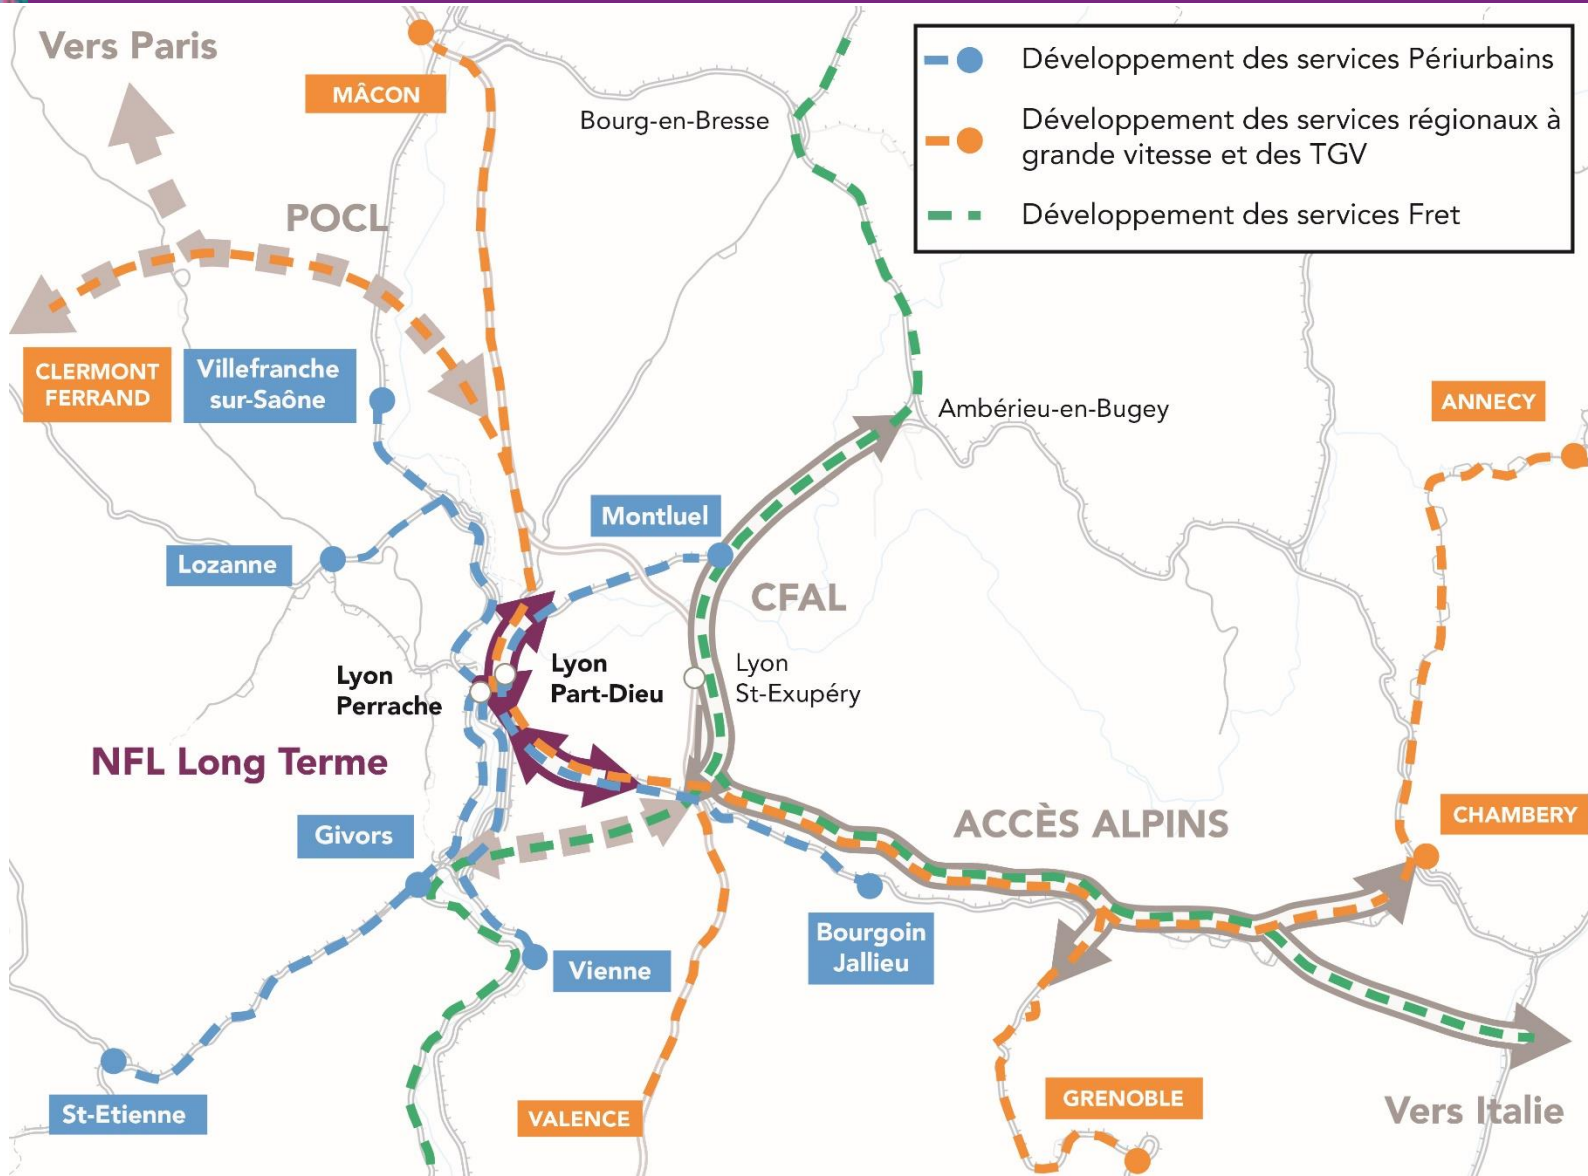 Vers Paris
MÂCON
Bourg-en-Bresse
Développement des services Périurbains
Développement des services régionaux à
grande vitesse et des TGV
Développement des services Fret
POCL
CLERMONT
FERRAND
Villefranche
sur-Saône
ANNECY
Ambérieu-en-Bugey
Montluel
Lozanne
CFAL
Lyon
Perrache
Lyon
Part-Dieu
Lyon
St-Exupéry
NFL Long Terme
Givors
ACCÈS ALPINS
CHAMBERY
Bourgoin
Jallieu
Vienne
St-Etienne
VALENCE
GRENOBLE
Vers Italie